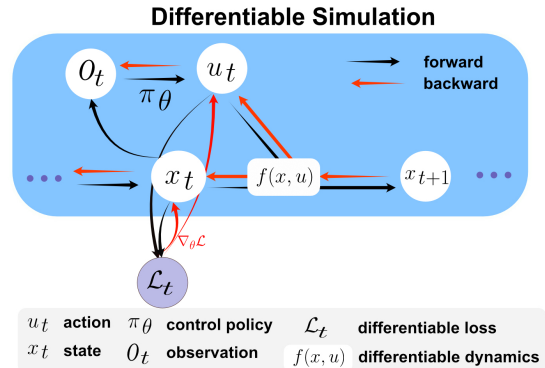 Differentiable Simulation
O_t u_t forward
π_θ backward
... x_t f(x, u) x_{t+1} ...
∇_θ ℒ
ℒ_t
u_t action π_θ control policy ℒ_t differentiable loss
x_t state O_t observation f(x, u) differentiable dynamics